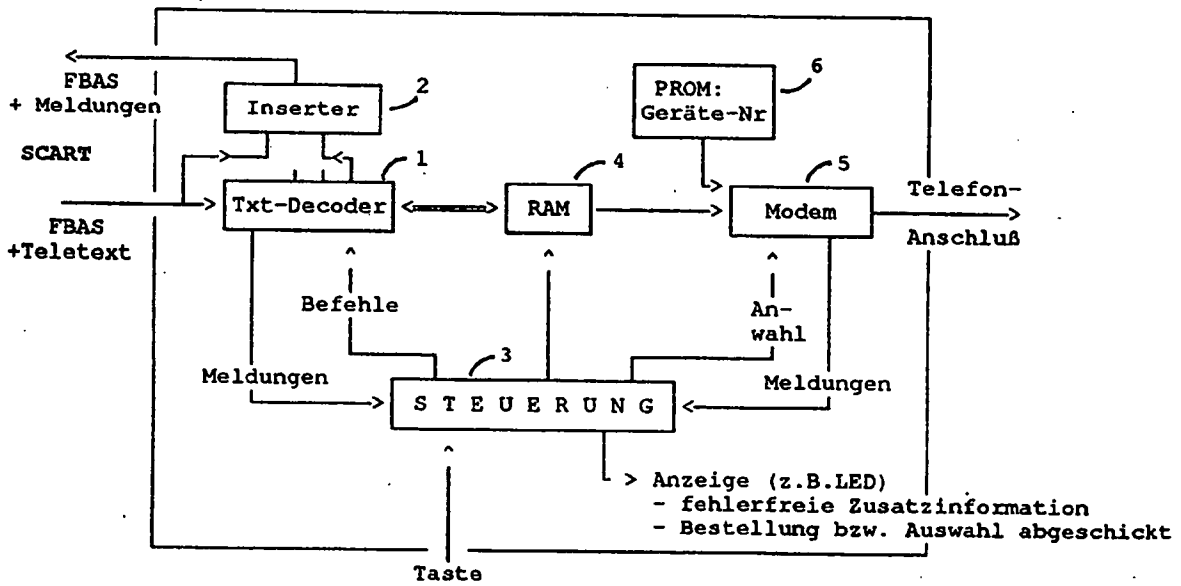 FBAS
+ Meldungen
SCART
FBAS
+Teletext
Inserter
2
Txt-Decoder
1
RAM
4
PROM:
Geräte-Nr
6
Modem
5
Telefon-
Anschluß
Befehle
An-
wahl
Meldungen
3
Meldungen
STEUERUNG
Anzeige (z.B.LED)
- fehlerfreie Zusatzinformation
- Bestellung bzw. Auswahl abgeschickt
Taste